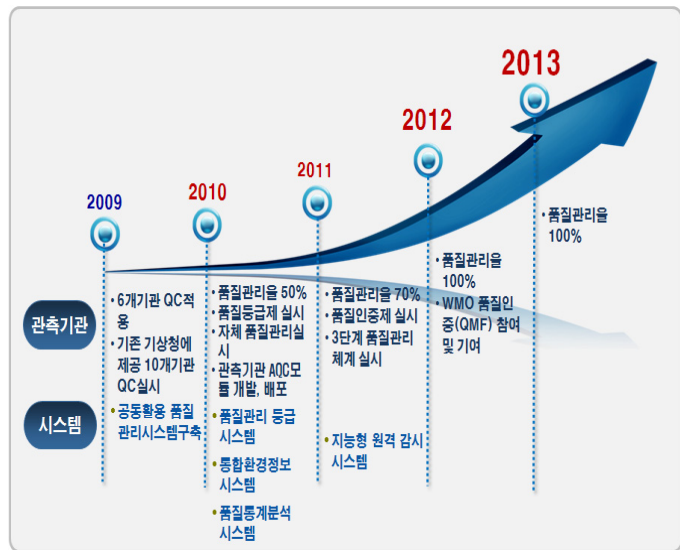 2009
2010
2011
2012
2013
관측기관
• 6개기관 QC적
용
• 기존 기상청에
제공 10개기관
QC실시
• 품질관리율 50%
• 품질등급제 실시
• 자체 품질관리실
시
• 관측기관 AQC모
듈 개발, 배포
• 품질관리율 70%
• 품질인증제 실시
• 3단계 품질관리
체계 실시
• 품질관리율
100%
• WMO 품질인
증(QMF) 참여
및 기여
• 품질관리율
100%
시스템
• 공동활용 품질
관리시스템구축
• 품질관리 등급
시스템
• 통합환경정보
시스템
• 품질통계분석
시스템
• 지능형 원격 감시
시스템